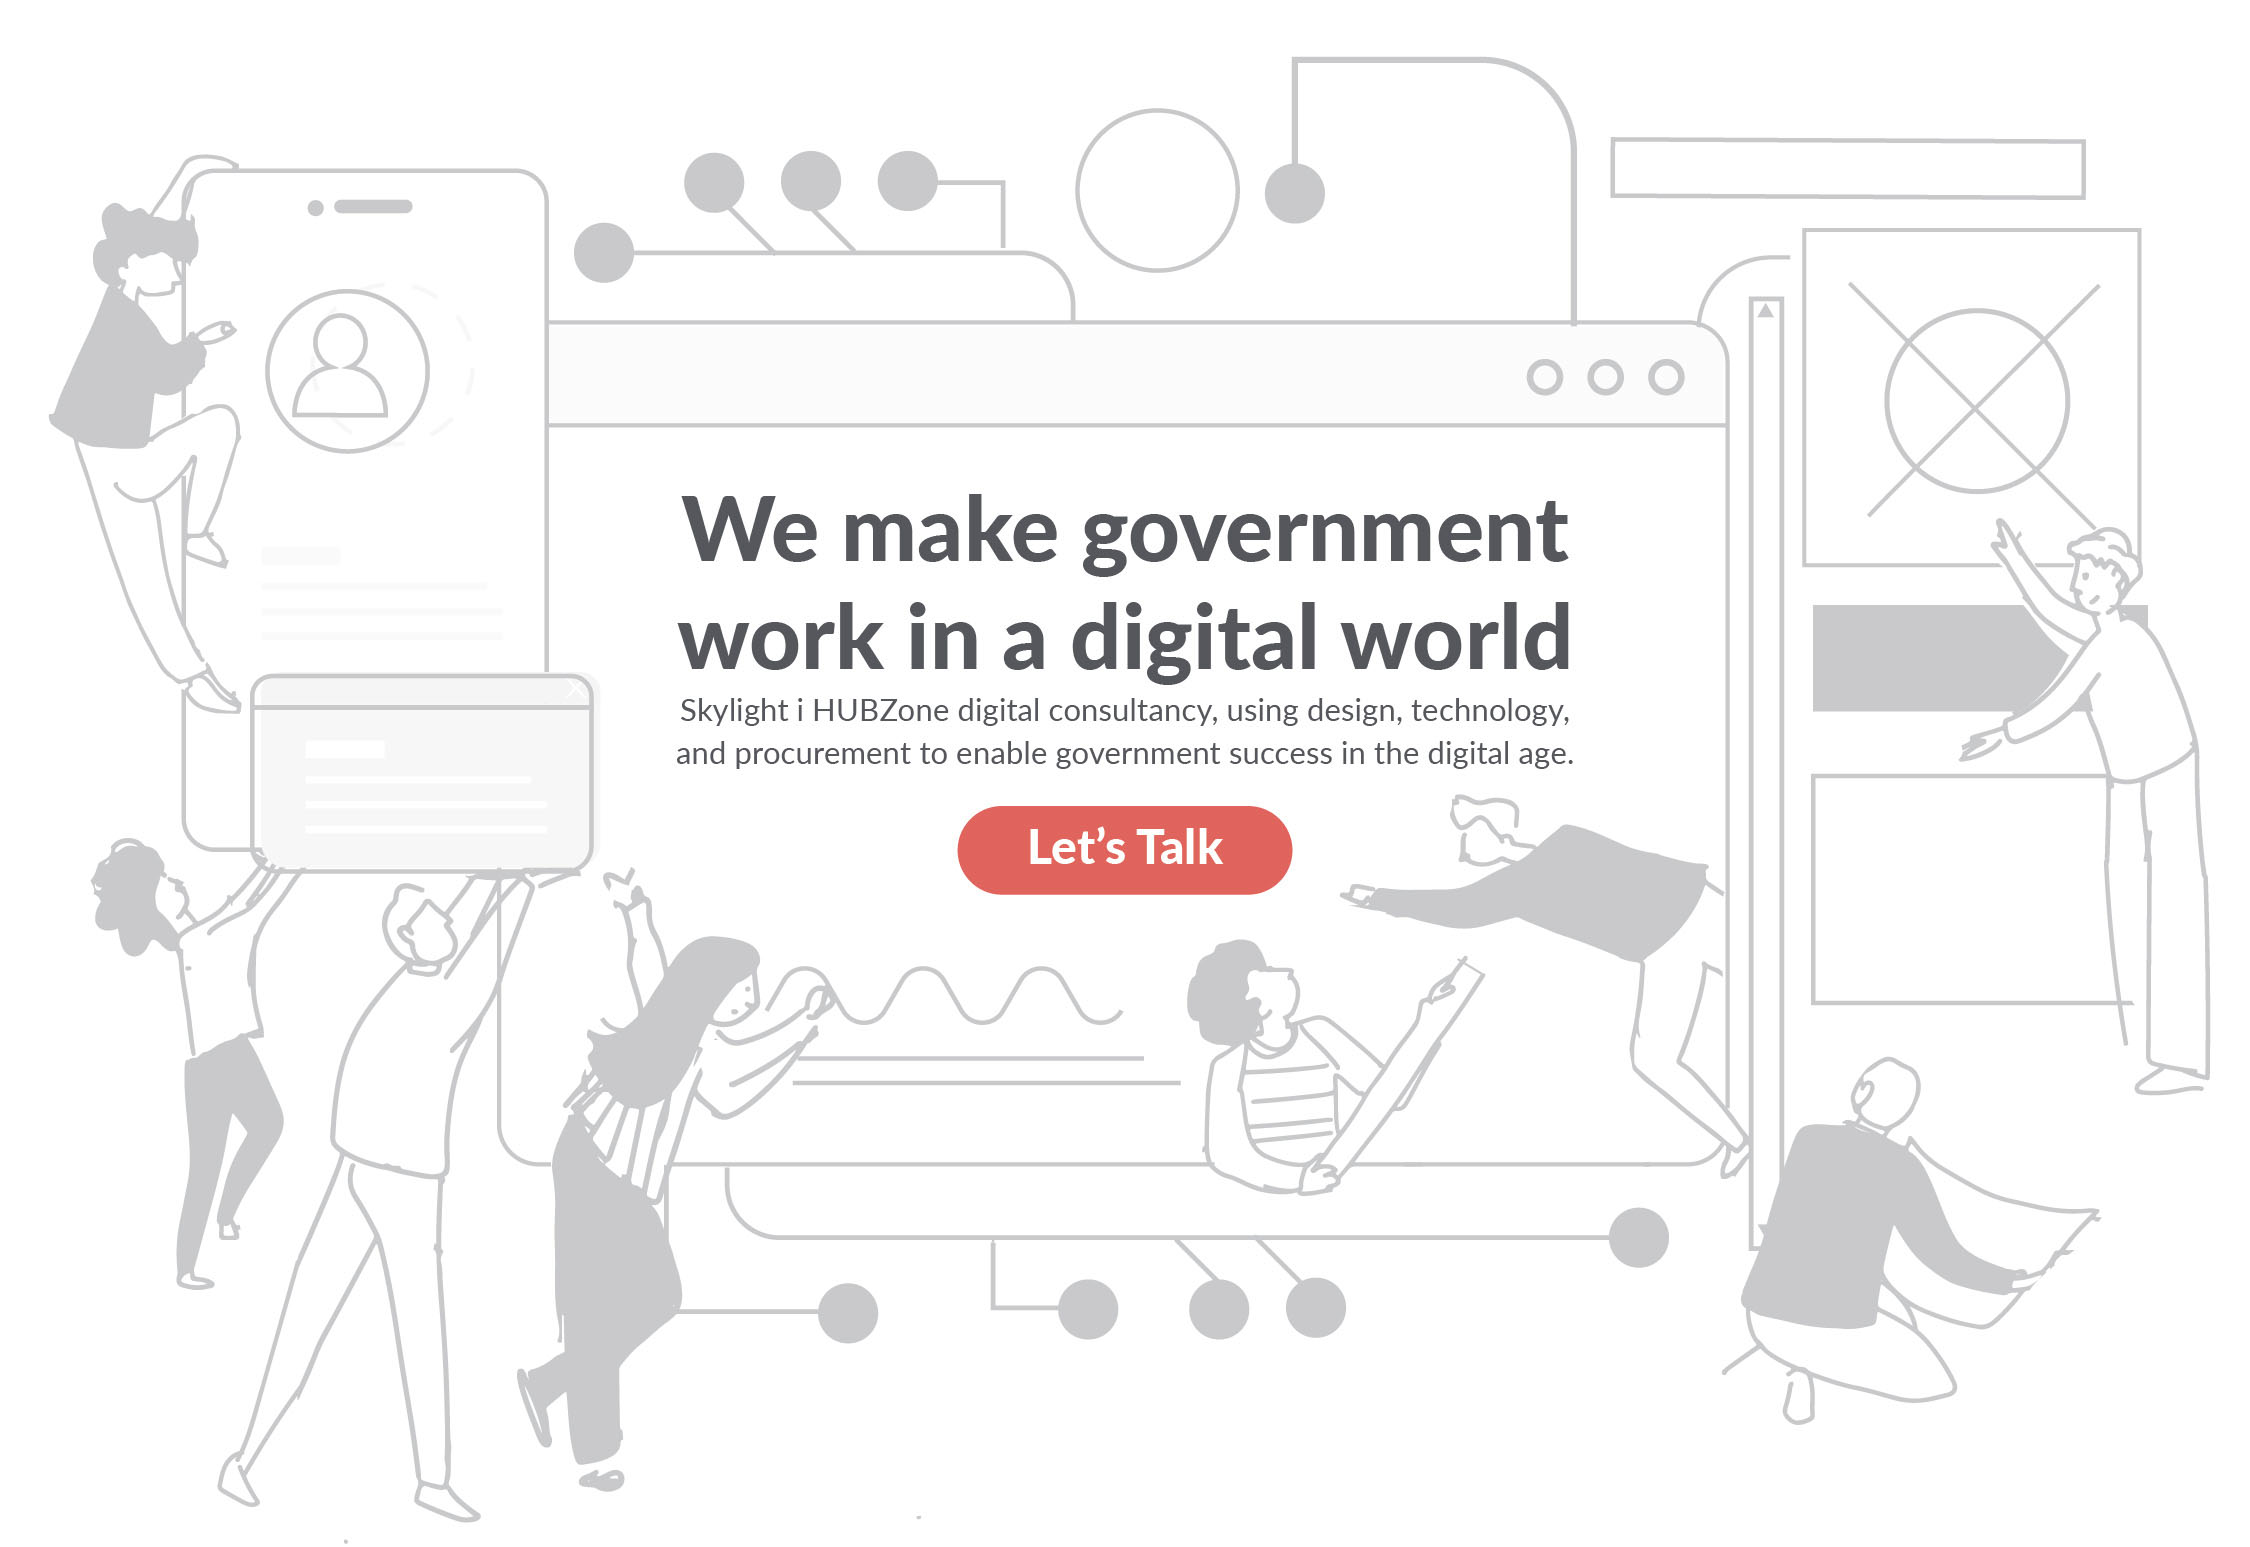 We make government
work in a digital world
Skylight i HUBZone digital consultancy, using design, technology,
and procurement to enable government success in the digital age.
Let’s Talk